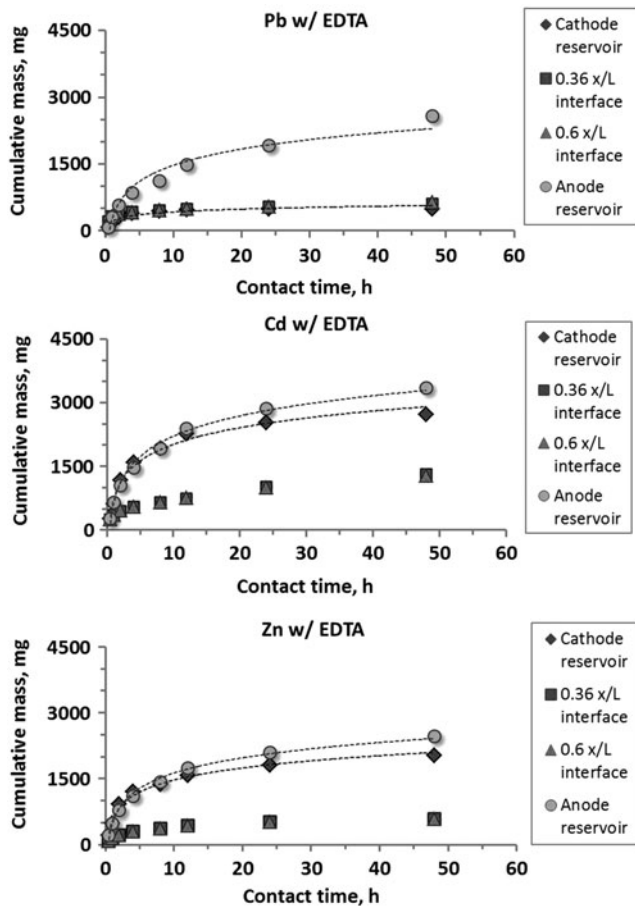 Pb w/ EDTA
Cumulative mass, mg
4500
3000
1500
0
0 10 20 30 40 50 60
Contact time, h
Cathode
reservoir
0.36 x/L
interface
0.6 x/L
interface
Anode
reservoir
Cd w/ EDTA
Cumulative mass, mg
4500
3000
1500
0
0 10 20 30 40 50 60
Contact time, h
Cathode
reservoir
0.36 x/L
interface
0.6 x/L
interface
Anode
reservoir
Zn w/ EDTA
Cumulative mass, mg
4500
3000
1500
0
0 10 20 30 40 50 60
Contact time, h
Cathode
reservoir
0.36 x/L
interface
0.6 x/L
interface
Anode
reservoir